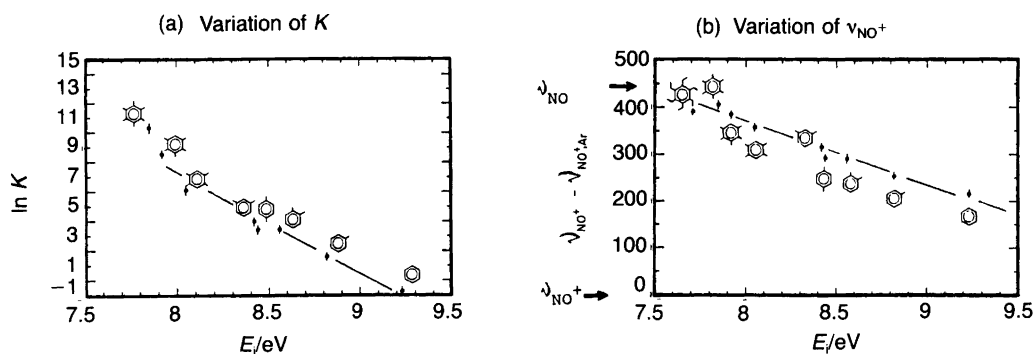 (a) Variation of K
15
13
11
9
7
5
3
1
−1
ln K
7.5 8 8.5 9 9.5
Eᵢ/eV
(b) Variation of νNO⁺
500
400
300
200
100
0
νNO
νNO⁺
νNO⁺ - νNO⁺,Ar
7.5 8 8.5 9 9.5
Eᵢ/eV